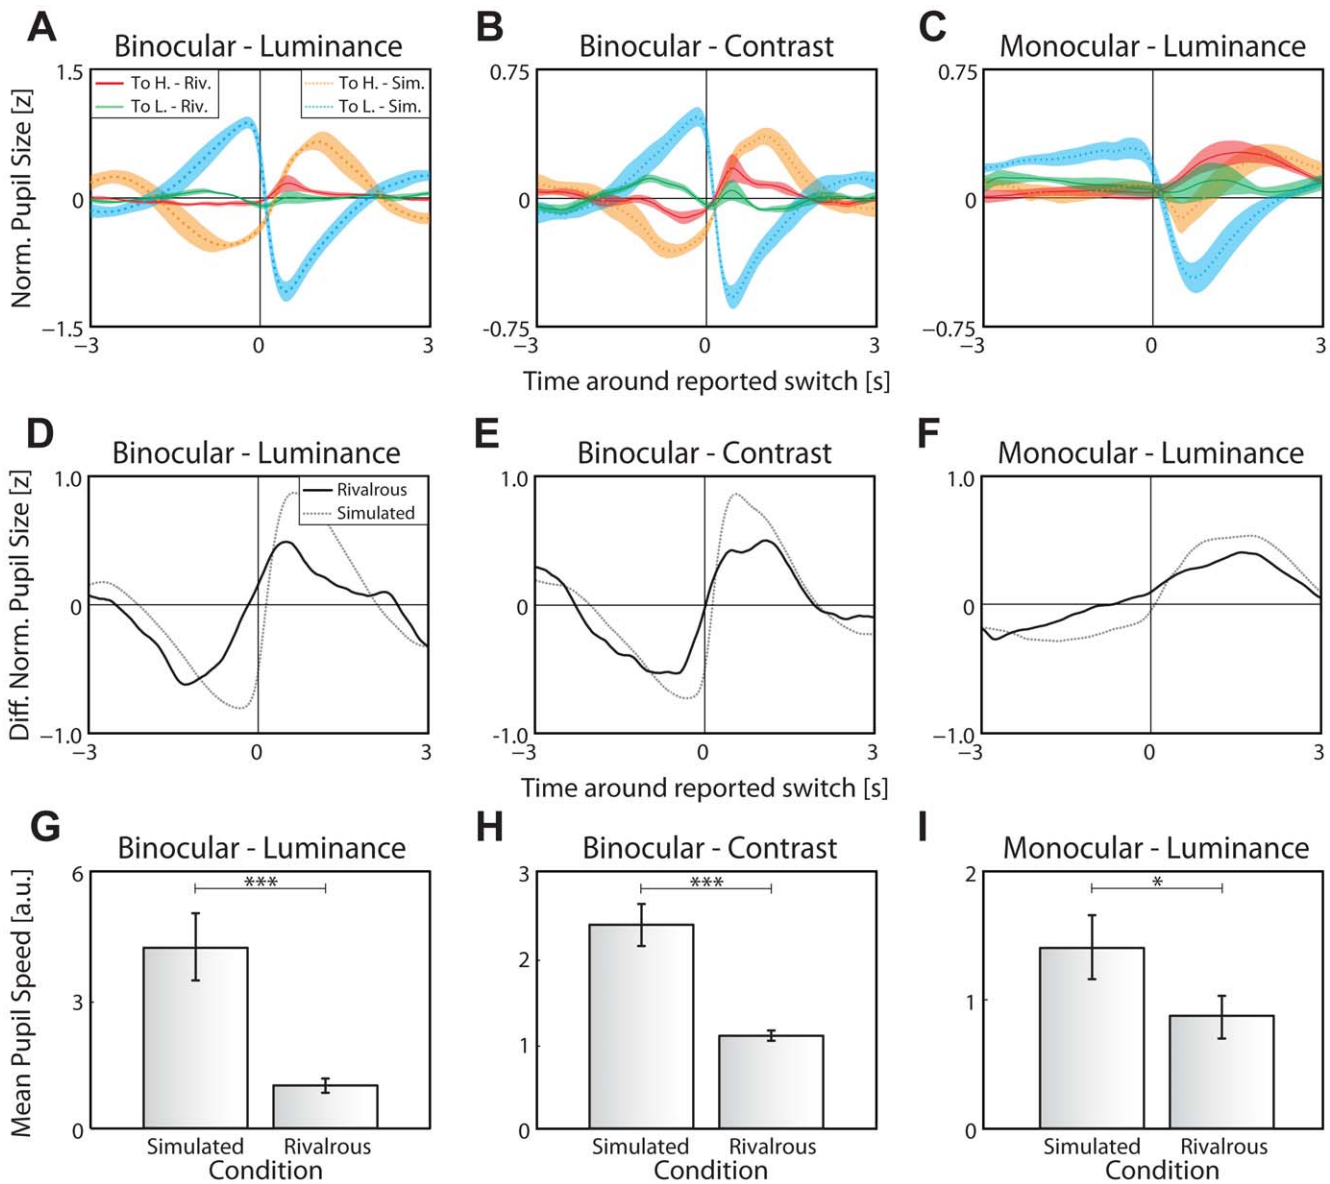 A
Binocular - Luminance
Norm. Pupil Size [z]
1.5
0
−1.5
To H. - Riv.
To L. - Riv.
To H. - Sim.
To L. - Sim.
−3
0
3
B
Binocular - Contrast
0.75
0
-0.75
−3
0
3
Time around reported switch [s]
C
Monocular - Luminance
0.75
0
−0.75
−3
0
3
D
Binocular - Luminance
Diff. Norm. Pupil Size [z]
1.0
0
−1.0
Rivalrous
Simulated
−3
0
3
E
Binocular - Contrast
1.0
0
-1.0
−3
0
3
Time around reported switch [s]
F
Monocular - Luminance
1.0
0
−1.0
−3
0
3
G
Binocular - Luminance
Mean Pupil Speed [a.u.]
6
3
0
***
Simulated
Rivalrous
Condition
H
Binocular - Contrast
3
2
1
0
***
Simulated
Rivalrous
Condition
I
Monocular - Luminance
2
1
0
*
Simulated
Rivalrous
Condition